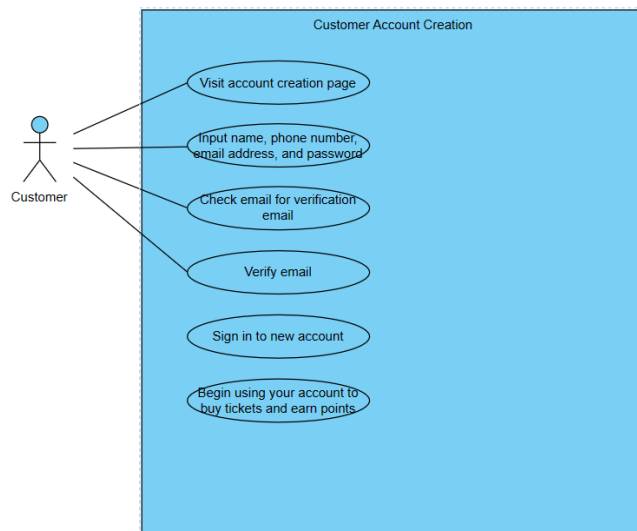 Customer Account Creation
Visit account creation page
Input name, phone number,
email address, and password
Customer
Check email for verification
email
Verify email
Sign in to new account
Begin using your account to
buy tickets and earn points